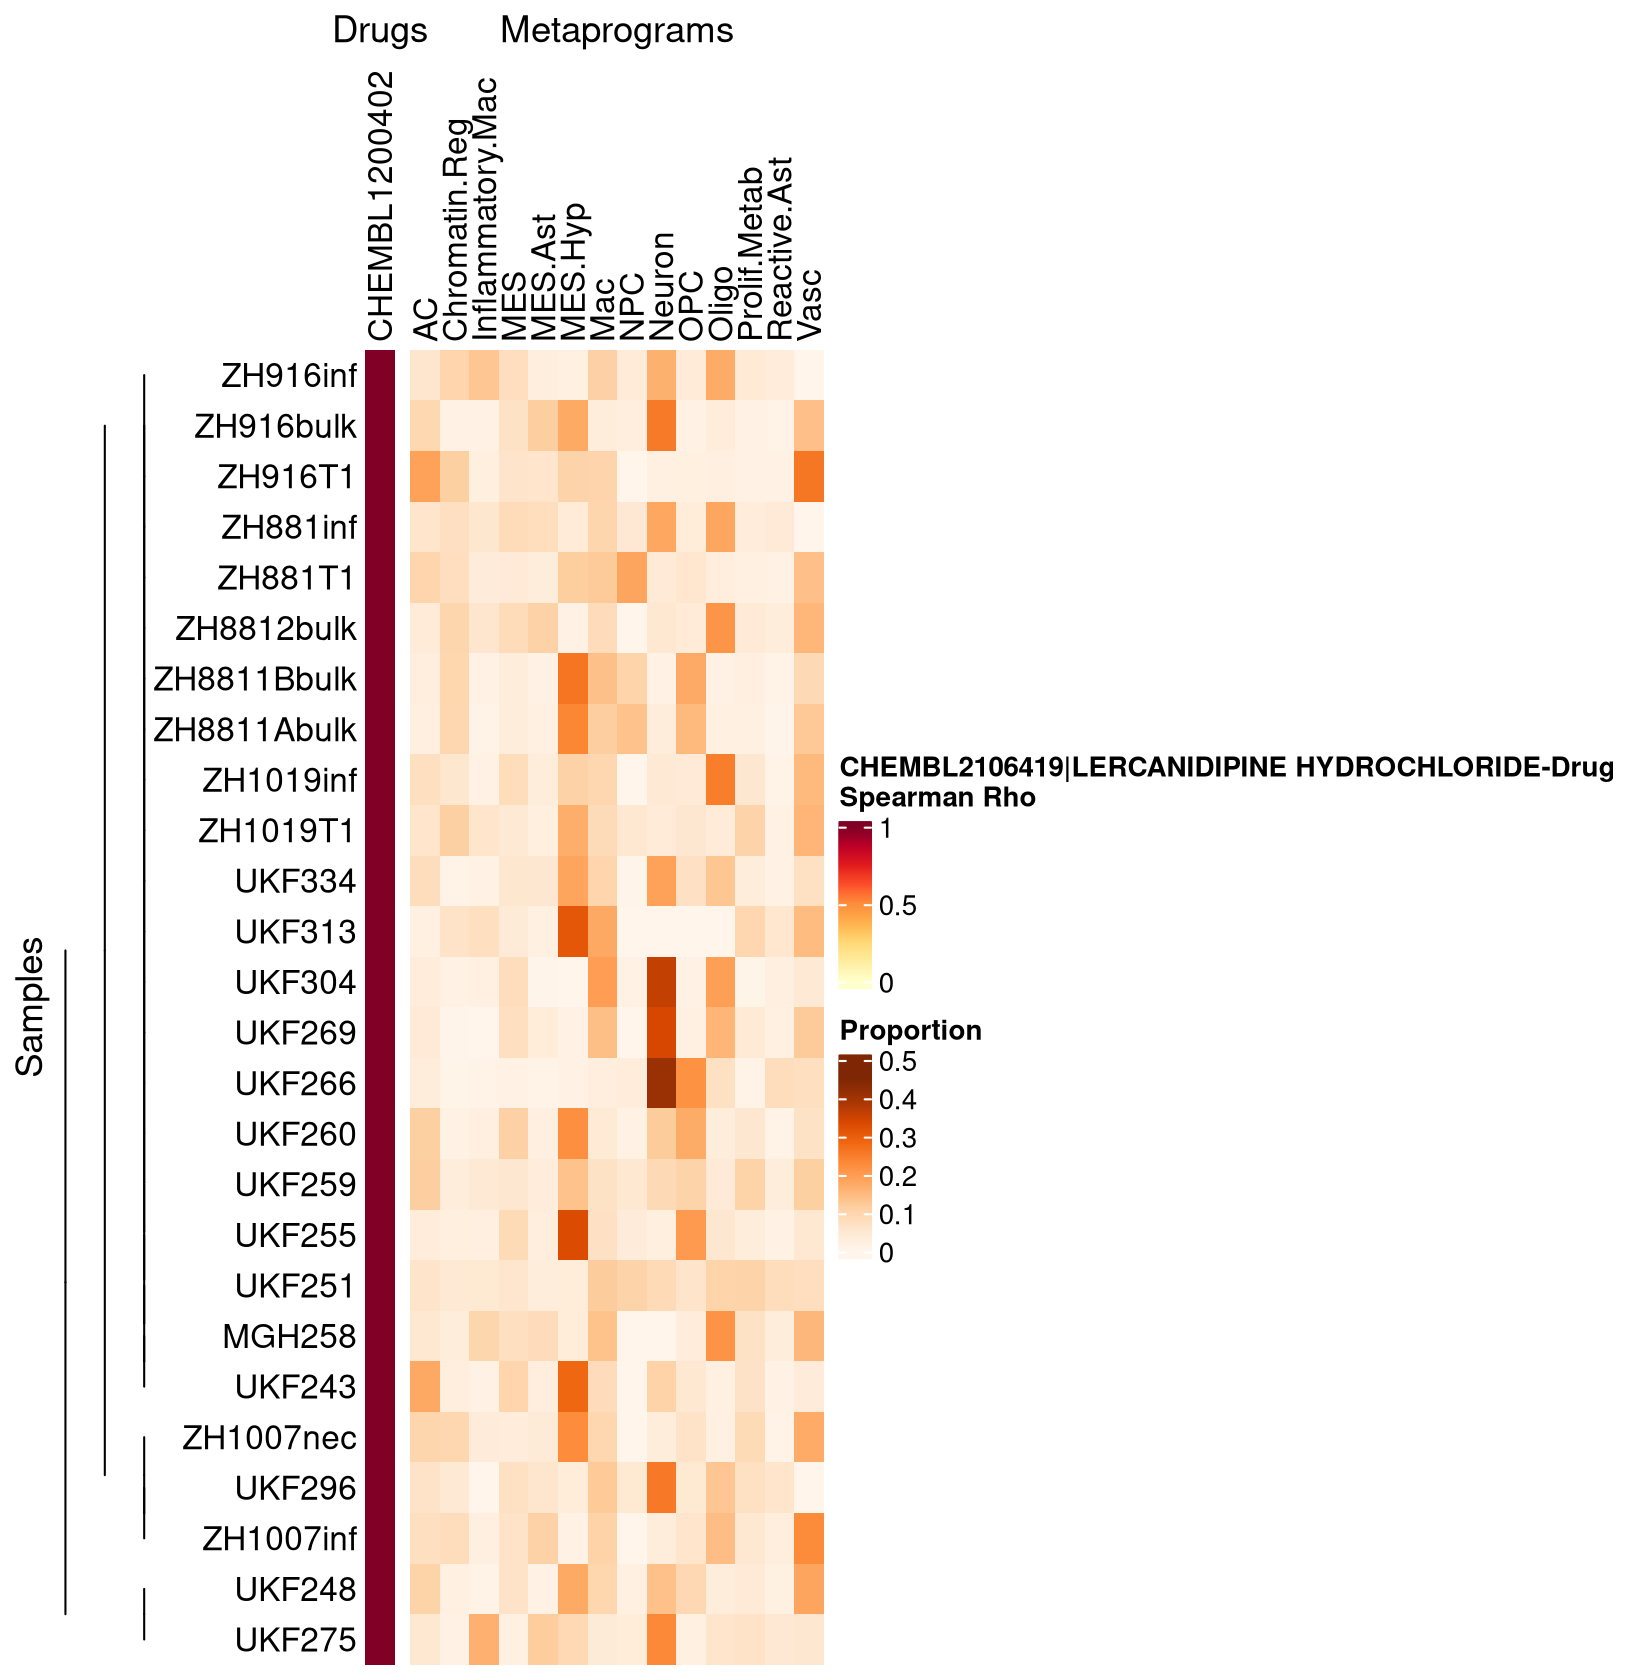 Drugs Metaprograms
CHEMBL1200402
AC
Chromatin.Reg
Inflammatory.Mac
MES
MES.Ast
MES.Hyp
Mac
NPC
Neuron
OPC
Oligo
Prolif.Metab
Reactive.Ast
Vasc
Samples
ZH916inf
ZH916bulk
ZH916T1
ZH881inf
ZH881T1
ZH8812bulk
ZH8811Bbulk
ZH8811Abulk
ZH1019inf
ZH1019T1
UKF334
UKF313
UKF304
UKF269
UKF266
UKF260
UKF259
UKF255
UKF251
MGH258
UKF243
ZH1007nec
UKF296
ZH1007inf
UKF248
UKF275
CHEMBL2106419|LERCANIDIPINE HYDROCHLORIDE-Drug
Spearman Rho
1
0.5
0
Proportion
0.5
0.4
0.3
0.2
0.1
0